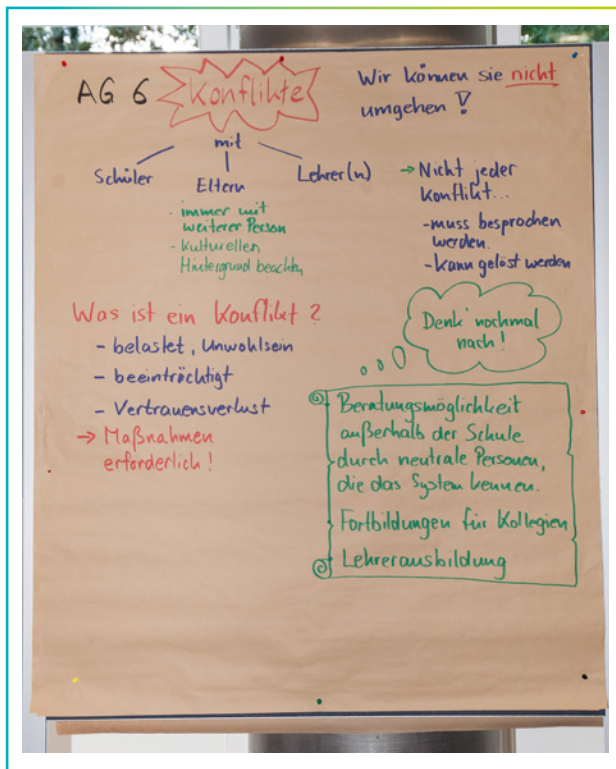 AG 6 Konflikte
mit
Schüler
Eltern
Lehrer(n)
- immer mit
weiterer Person
- Kulturellen
Hintergrund beachten
Wir können sie nicht
umgehen!
→ Nicht jeder
Konflikt...
- muss besprochen
werden.
- kann gelöst werden
Was ist ein Konflikt?
- belastet, Unwohlsein
- beeinträchtigt
- Vertrauensverlust
→ Maßnahmen
erforderlich!
Denk' nochmal
nach!
Beratungsmöglichkeit
außerhalb der Schule
durch neutrale Personen,
die das System kennen.
Fortbildungen für Kollegien
Lehrerausbildung